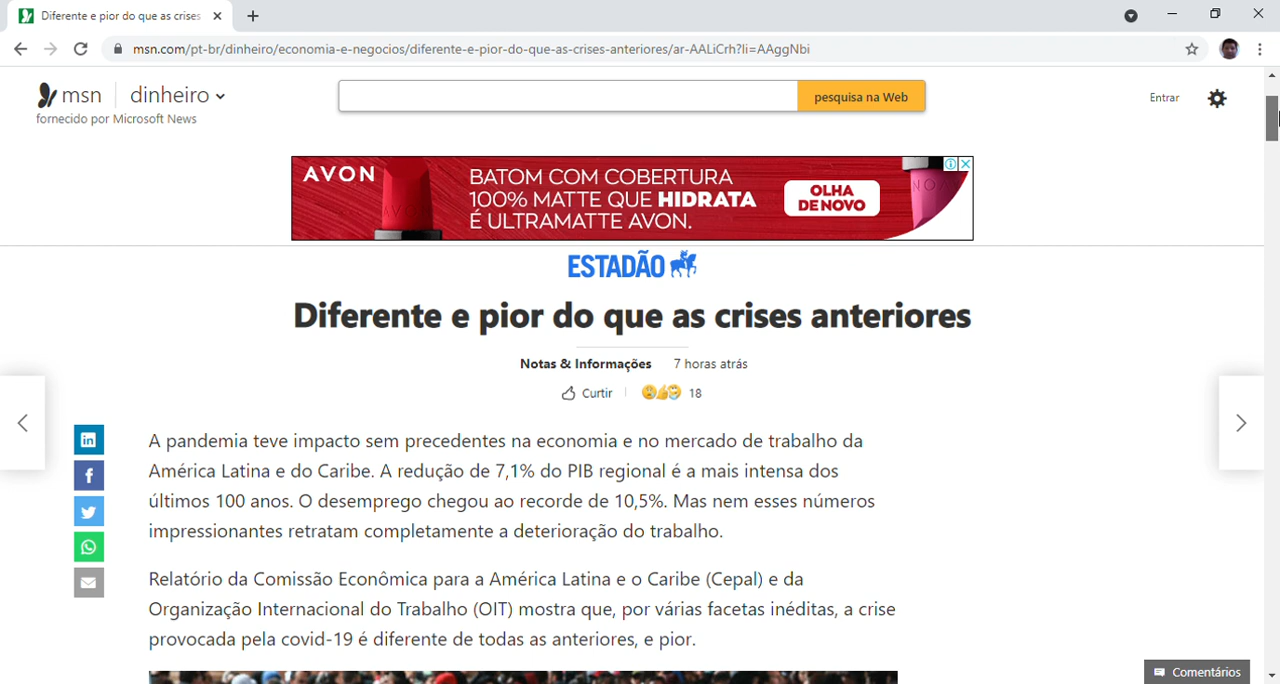 Diferente e pior do que as crises
msn.com/pt-br/dinheiro/economia-e-negocios/diferente-e-pior-do-que-as-crises-anteriores/ar-AALiCrh?li=AAggNbi
msn dinheiro
pesquisa na Web
Entrar
fornecido por Microsoft News
AVON
BATOM COM COBERTURA
100% MATTE QUE HIDRATA
É ULTRAMATTE AVON.
OLHA
DE NOVO
ESTADÃO
Diferente e pior do que as crises anteriores
Notas & Informações 7 horas atrás
Curtir 18
A pandemia teve impacto sem precedentes na economia e no mercado de trabalho da
América Latina e do Caribe. A redução de 7,1% do PIB regional é a mais intensa dos
últimos 100 anos. O desemprego chegou ao recorde de 10,5%. Mas nem esses números
impressionantes retratam completamente a deterioração do trabalho.
Relatório da Comissão Econômica para a América Latina e o Caribe (Cepal) e da
Organização Internacional do Trabalho (OIT) mostra que, por várias facetas inéditas, a crise
provocada pela covid-19 é diferente de todas as anteriores, e pior.
Comentários